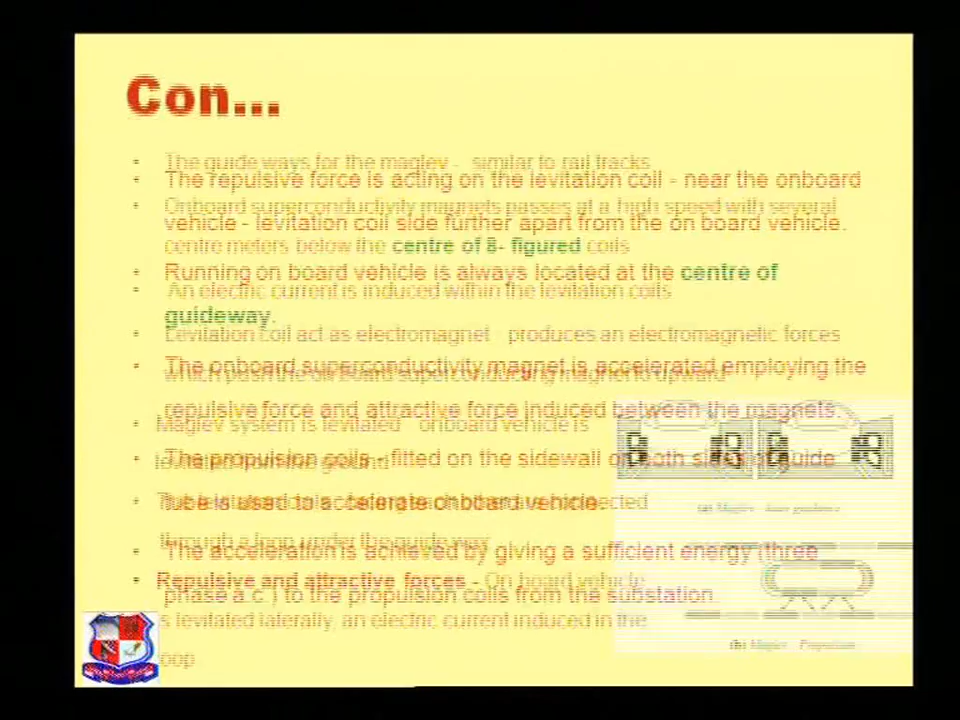 Con...
The guide ways for the maglev - similar to rail tracks
The repulsive force is acting on the levitation coil - near the onboard
Onboard superconductivity magnets passes at a high speed with several
vehicle - levitation coil side further apart from the on board vehicle.
centre meters below the centre of 8- figured coils
Running on board vehicle is always located at the centre of
An electric current is induced within the levitation coils
guideway.
Levitation coil act as electromagnet - produces an electromagnetic forces
The onboard superconductivity magnet is accelerated employing the
repulsive force and attractive force induced between the magnets.
Maglev system is levitated onboard vehicle is
The propulsion coils - fitted on the sidewall on both sides of guide
tube is used to accelerate onboard vehicle.
through a loop under the guide way
The acceleration is achieved by giving a sufficient energy (three
Repulsive and attractive forces - On board vehicle
phase a.c.) to the propulsion coils from the substation
is levitated laterally, an electric current induced in the
loop